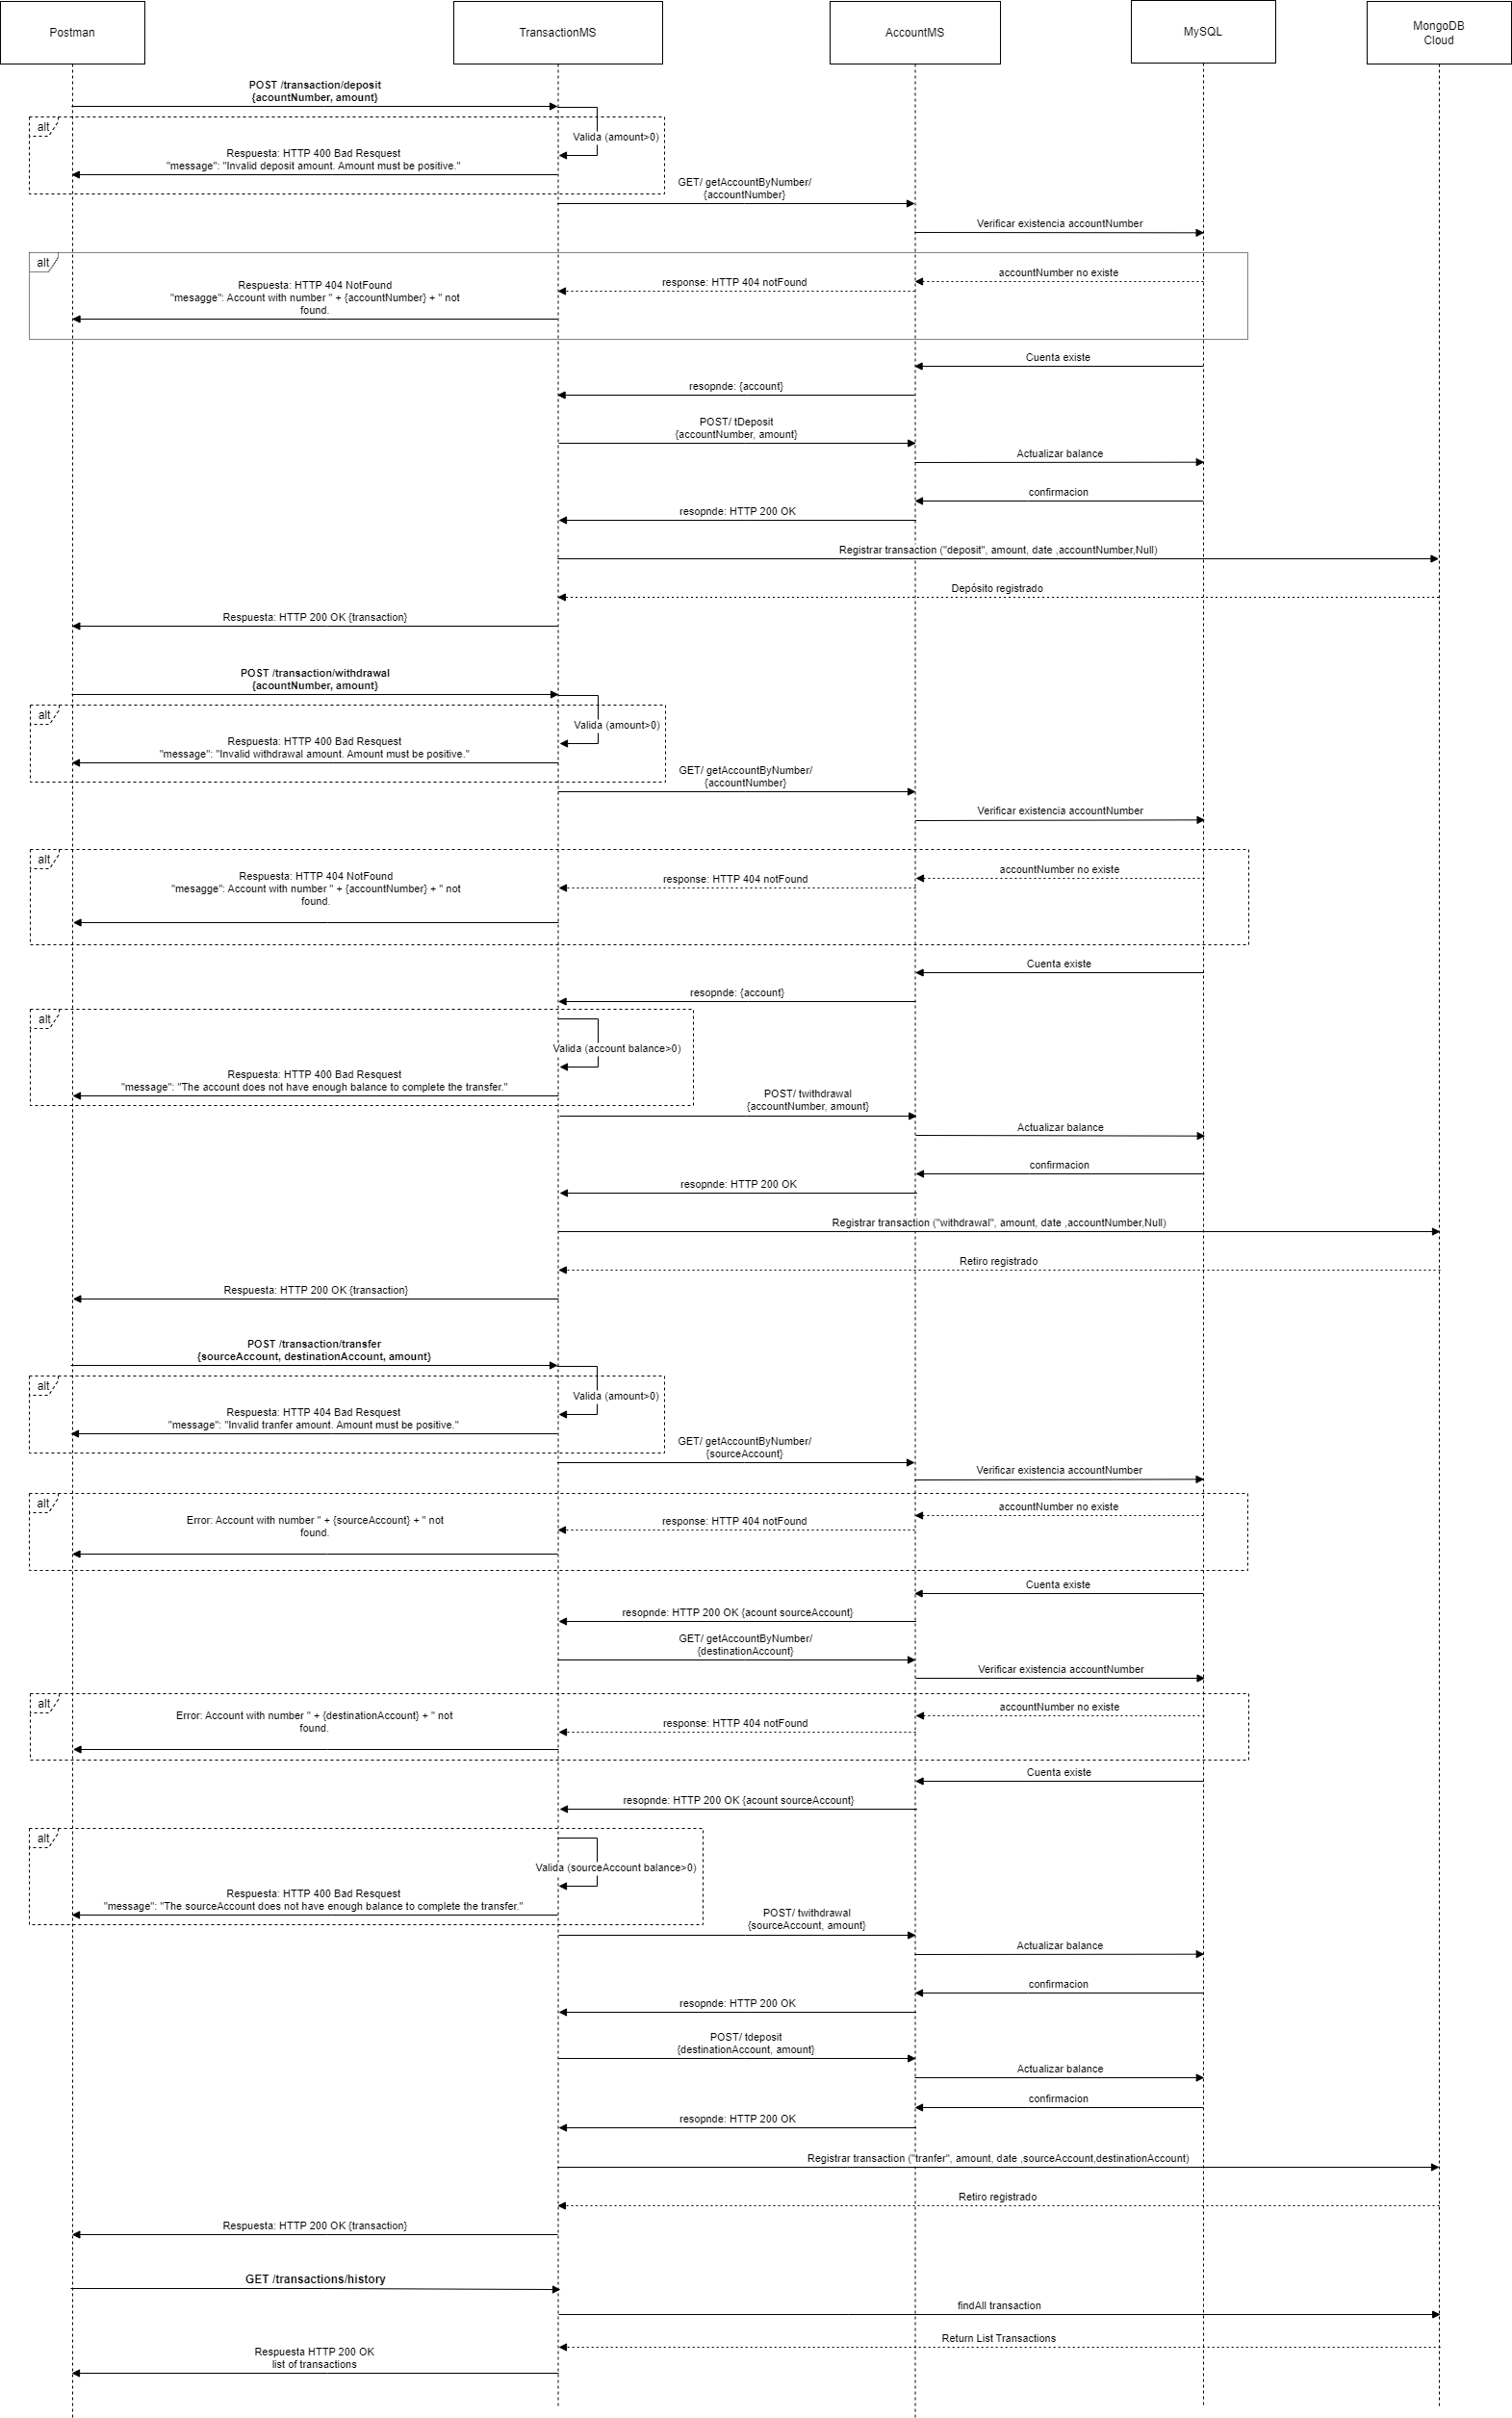 Postman
TransactionMS
AccountMS
MySQL
MongoDB
Cloud
POST /transaction/deposit
{acountNumber, amount}
alt
Valida (amount>0)
Respuesta: HTTP 400 Bad Resquest
"message": "Invalid deposit amount. Amount must be positive."
GET/ getAccountByNumber/
{accountNumber}
Verificar existencia accountNumber
alt
accountNumber no existe
response: HTTP 404 notFound
Respuesta: HTTP 404 NotFound
"mesagge": Account with number " + {accountNumber} + " not
found.
Cuenta existe
resopnde: {account}
POST/ tDeposit
{accountNumber, amount}
Actualizar balance
confirmacion
resopnde: HTTP 200 OK
Registrar transaction ("deposit", amount, date ,accountNumber,Null)
Depósito registrado
Respuesta: HTTP 200 OK {transaction}
POST /transaction/withdrawal
{acountNumber, amount}
alt
Valida (amount>0)
Respuesta: HTTP 400 Bad Resquest
"message": "Invalid withdrawal amount. Amount must be positive."
GET/ getAccountByNumber/
{accountNumber}
Verificar existencia accountNumber
alt
accountNumber no existe
response: HTTP 404 notFound
Respuesta: HTTP 404 NotFound
"mesagge": Account with number " + {accountNumber} + " not
found.
Cuenta existe
resopnde: {account}
alt
Valida (account balance>0)
Respuesta: HTTP 400 Bad Resquest
"message": "The account does not have enough balance to complete the transfer."
POST/ twithdrawal
{accountNumber, amount}
Actualizar balance
confirmacion
resopnde: HTTP 200 OK
Registrar transaction ("withdrawal", amount, date ,accountNumber,Null)
Retiro registrado
Respuesta: HTTP 200 OK {transaction}
POST /transaction/transfer
{sourceAccount, destinationAccount, amount}
alt
Valida (amount>0)
Respuesta: HTTP 404 Bad Resquest
"message": "Invalid tranfer amount. Amount must be positive."
GET/ getAccountByNumber/
{sourceAccount}
Verificar existencia accountNumber
alt
accountNumber no existe
response: HTTP 404 notFound
Error: Account with number " + {sourceAccount} + " not
found.
Cuenta existe
resopnde: HTTP 200 OK {acount sourceAccount}
GET/ getAccountByNumber/
{destinationAccount}
Verificar existencia accountNumber
alt
accountNumber no existe
response: HTTP 404 notFound
Error: Account with number " + {destinationAccount} + " not
found.
Cuenta existe
resopnde: HTTP 200 OK {acount sourceAccount}
alt
Valida (sourceAccount balance>0)
Respuesta: HTTP 400 Bad Resquest
"message": "The sourceAccount does not have enough balance to complete the transfer."
POST/ twithdrawal
{sourceAccount, amount}
Actualizar balance
confirmacion
resopnde: HTTP 200 OK
POST/ tdeposit
{destinationAccount, amount}
Actualizar balance
confirmacion
resopnde: HTTP 200 OK
Registrar transaction ("tranfer", amount, date ,sourceAccount,destinationAccount)
Retiro registrado
Respuesta: HTTP 200 OK {transaction}
GET /transactions/history
findAll transaction
Return List Transactions
Respuesta HTTP 200 OK
list of transactions